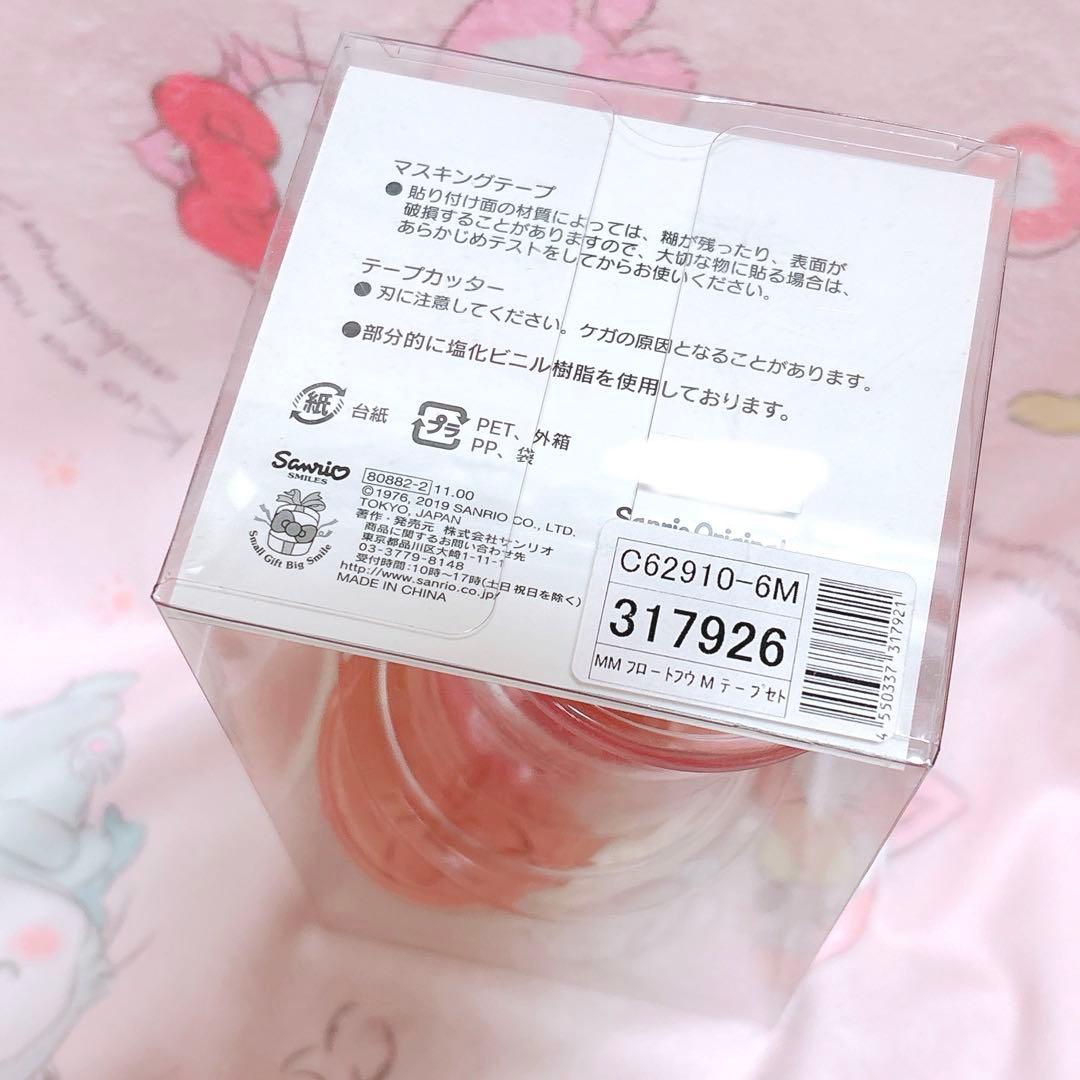 マスキングテープ
●貼り付け面の材質によっては、糊が残ったり、表面が
破損することがありますので、大切な物に貼る場合は、
あらかじめテストをしてからお使いください。
テープカッター
●刃に注意してください。ケガの原因となることがあります。
●部分的に塩化ビニル樹脂を使用しております。
紙 台紙
プラ PET、外箱
PP、袋
Sanrio
SMILES
Small Gift Big Smile
80882-2 11.00
©1976, 2019 SANRIO CO., LTD.
TOKYO, JAPAN
著作・発売元 株式会社サンリオ
商品に関するお問い合わせ先
東京都品川区大崎1-11-1
03-3779-8148
受付時間:10時~17時(土日祝日を除く)
http://www.sanrio.co.jp/
MADE IN CHINA
Sanrio Original
C62910-6M
317926
MM フロートフウ M テープセト
4 550337 317921